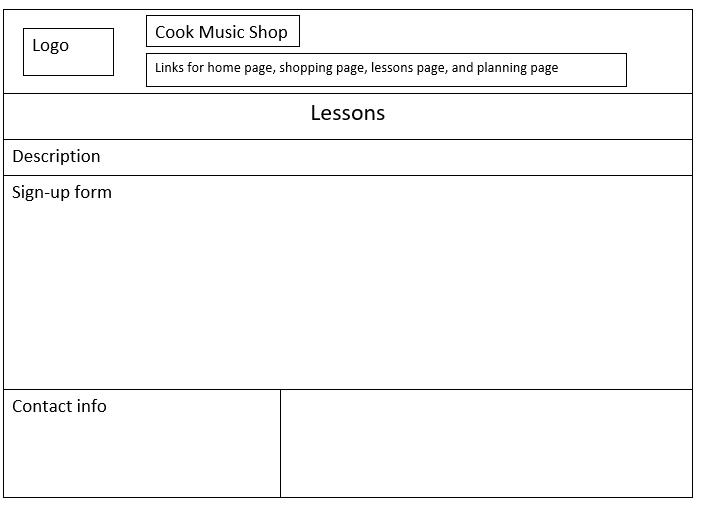 Logo
Cook Music Shop
Links for home page, shopping page, lessons page, and planning page
Lessons
Description
Sign-up form
Contact info